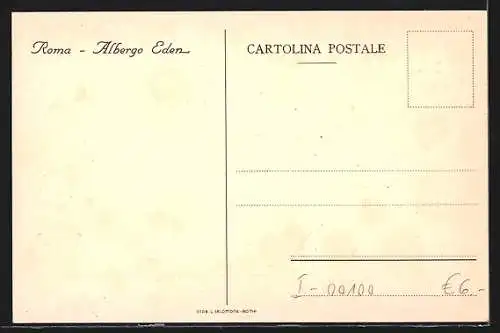 Roma - Albergo Eden
CARTOLINA POSTALE
I-00100 €6.-